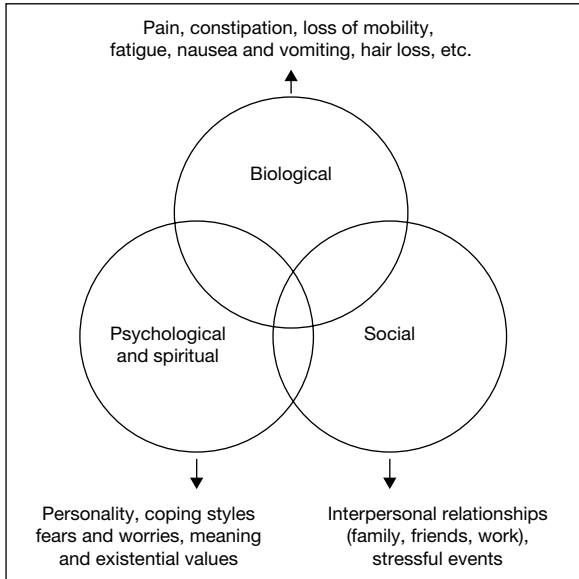 Pain, constipation, loss of mobility,
fatigue, nausea and vomiting, hair loss, etc.
Biological
Psychological
and spiritual
Social
Personality, coping styles
fears and worries, meaning
and existential values
Interpersonal relationships
(family, friends, work),
stressful events